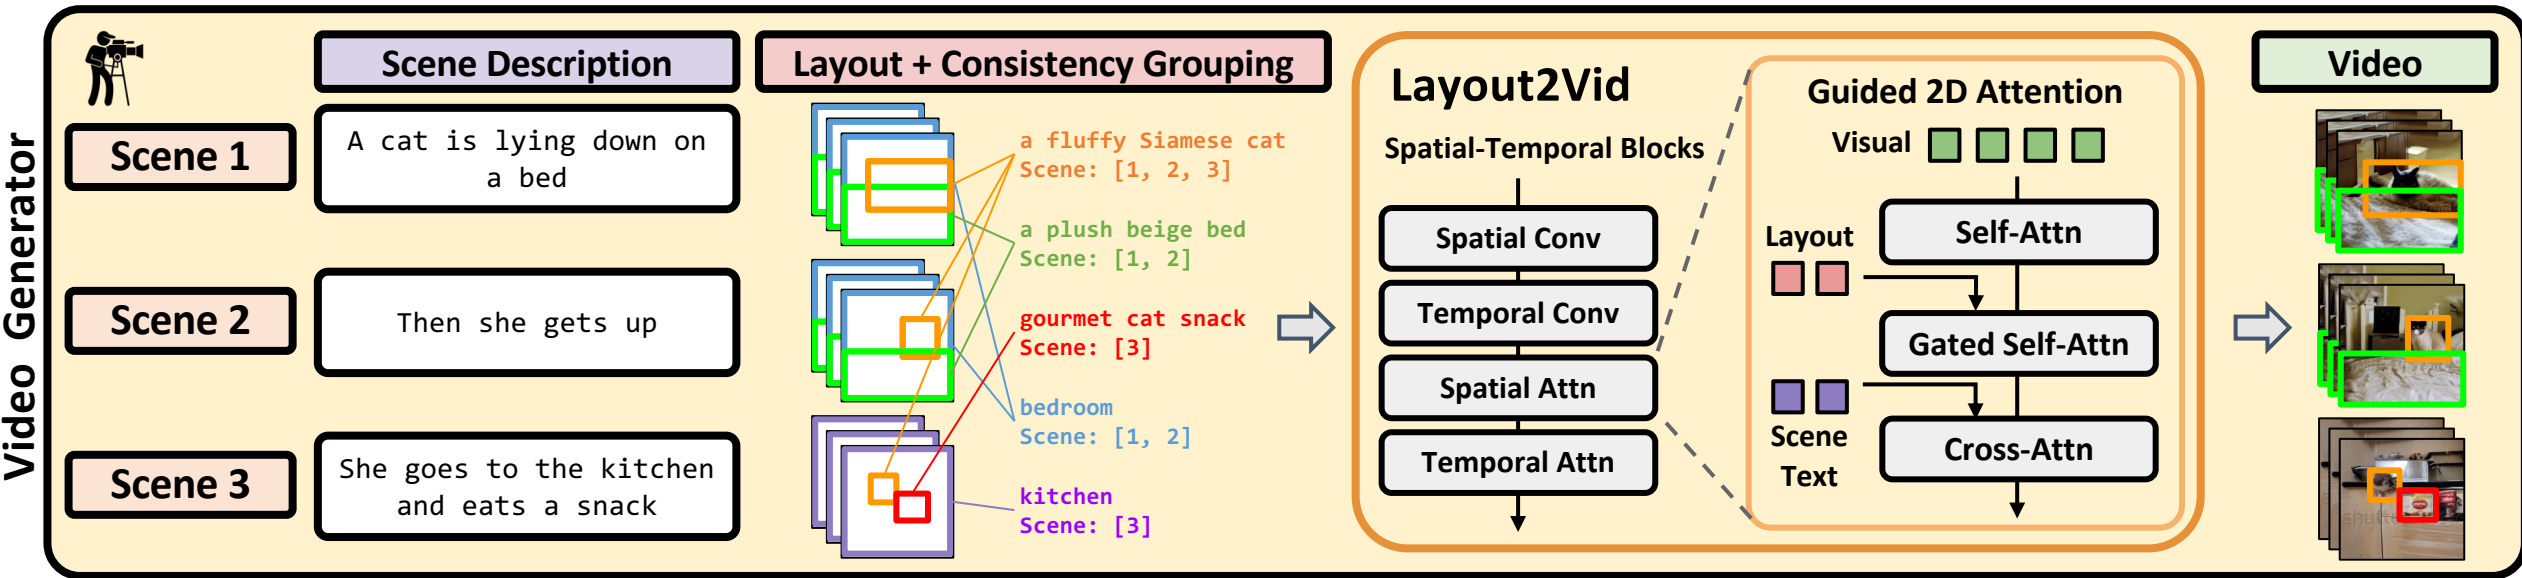 Video Generator
Scene Description
Layout + Consistency Grouping
Video
Scene 1
A cat is lying down on
a bed
Scene 2
Then she gets up
Scene 3
She goes to the kitchen
and eats a snack
a fluffy Siamese cat
Scene: [1, 2, 3]
a plush beige bed
Scene: [1, 2]
gourmet cat snack
Scene: [3]
bedroom
Scene: [1, 2]
kitchen
Scene: [3]
Layout2Vid
Spatial-Temporal Blocks
Spatial Conv
Temporal Conv
Spatial Attn
Temporal Attn
Guided 2D Attention
Visual
Self-Attn
Layout
Gated Self-Attn
Scene
Text
Cross-Attn